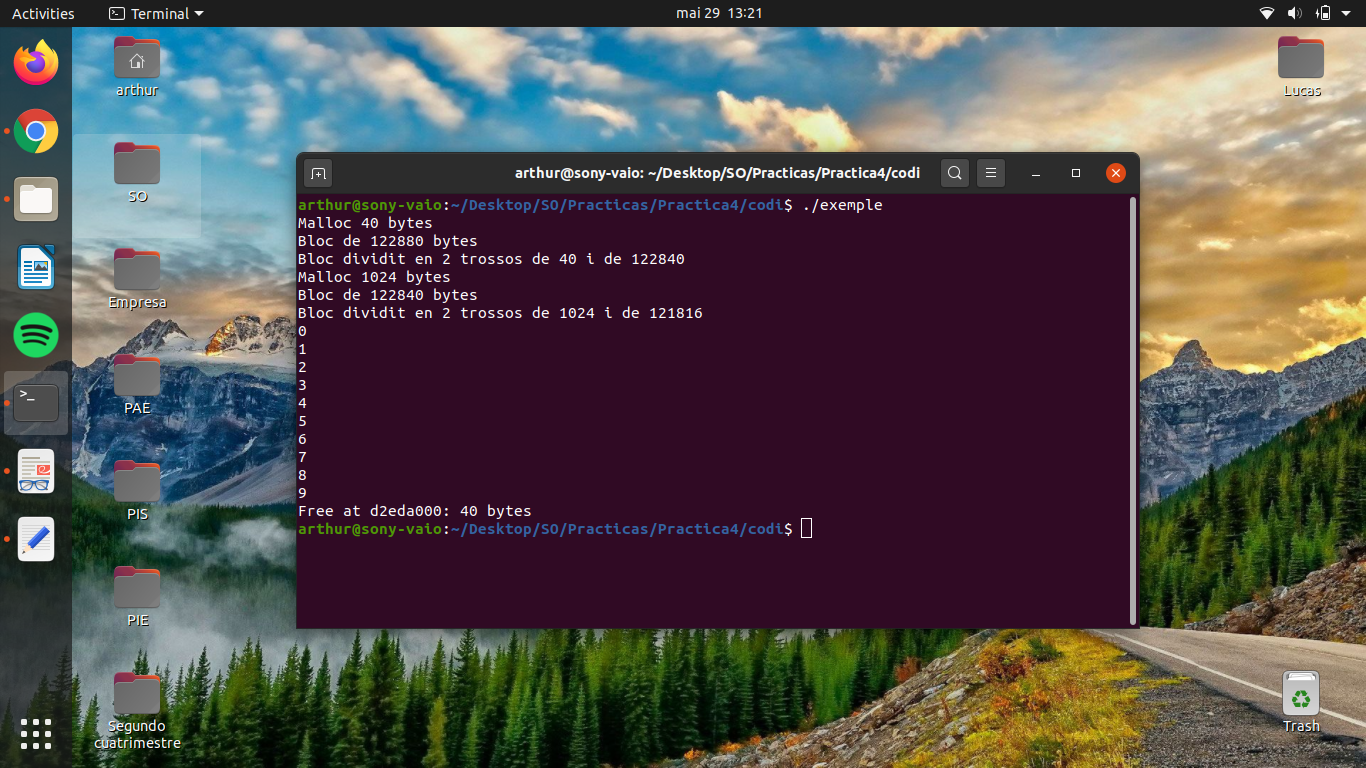 Activities
Terminal
mai 29 13:21
arthur
SO
Empresa
PAE
PIS
PIE
Segundo
cuatrimestre
Lucas
Trash
arthur@sony-vaio: ~/Desktop/SO/Practicas/Practica4/codi
arthur@sony-vaio:~/Desktop/SO/Practicas/Practica4/codi$ ./exemple
Malloc 40 bytes
Bloc de 122880 bytes
Bloc dividit en 2 trossos de 40 i de 122840
Malloc 1024 bytes
Bloc de 122840 bytes
Bloc dividit en 2 trossos de 1024 i de 121816
0
1
2
3
4
5
6
7
8
9
Free at d2eda000: 40 bytes
arthur@sony-vaio:~/Desktop/SO/Practicas/Practica4/codi$